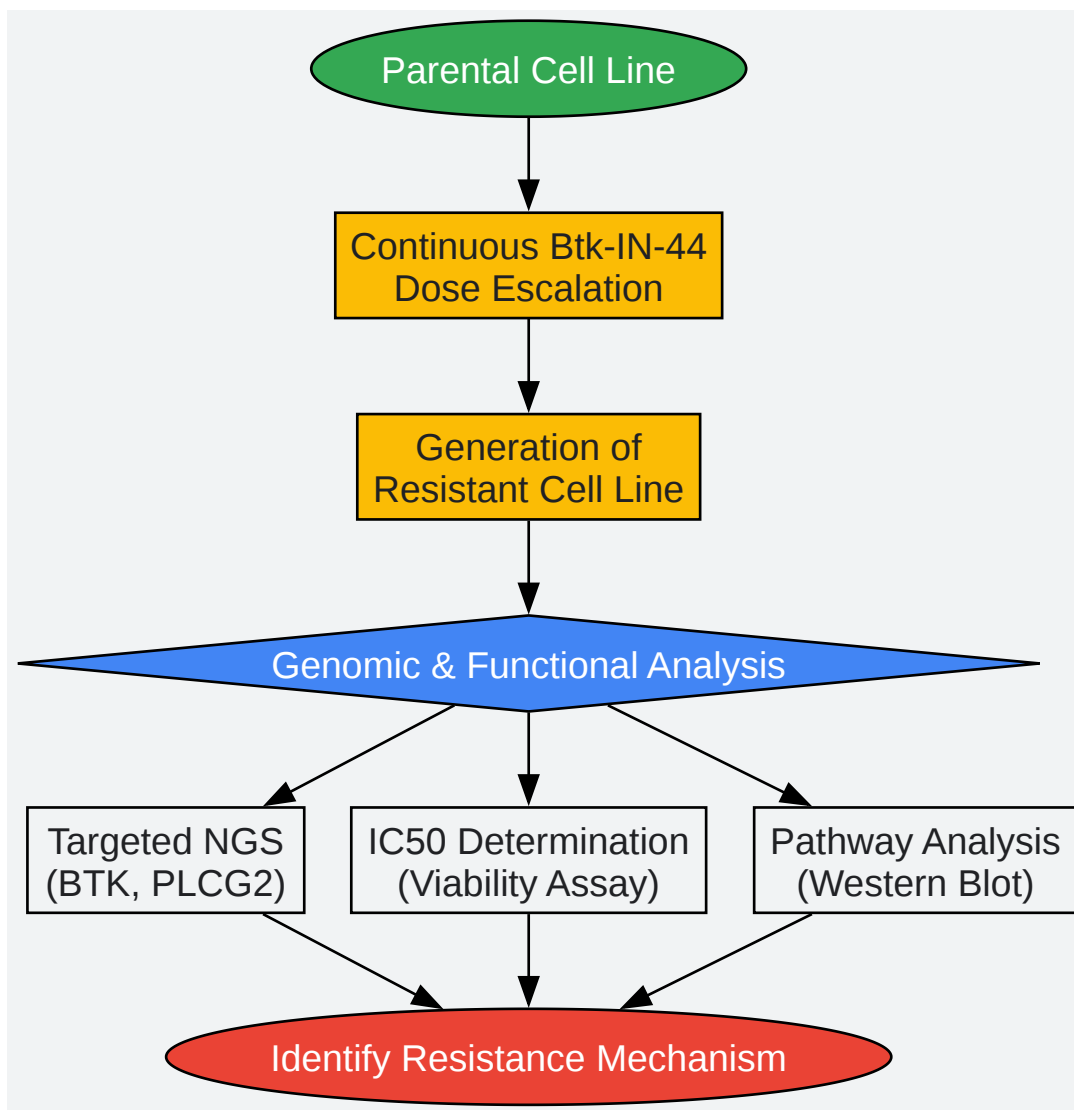 Parental Cell Line
Continuous Btk-IN-44
Dose Escalation
Generation of
Resistant Cell Line
Genomic & Functional Analysis
Targeted NGS
(BTK, PLCG2)
IC50 Determination
(Viability Assay)
Pathway Analysis
(Western Blot)
Identify Resistance Mechanism